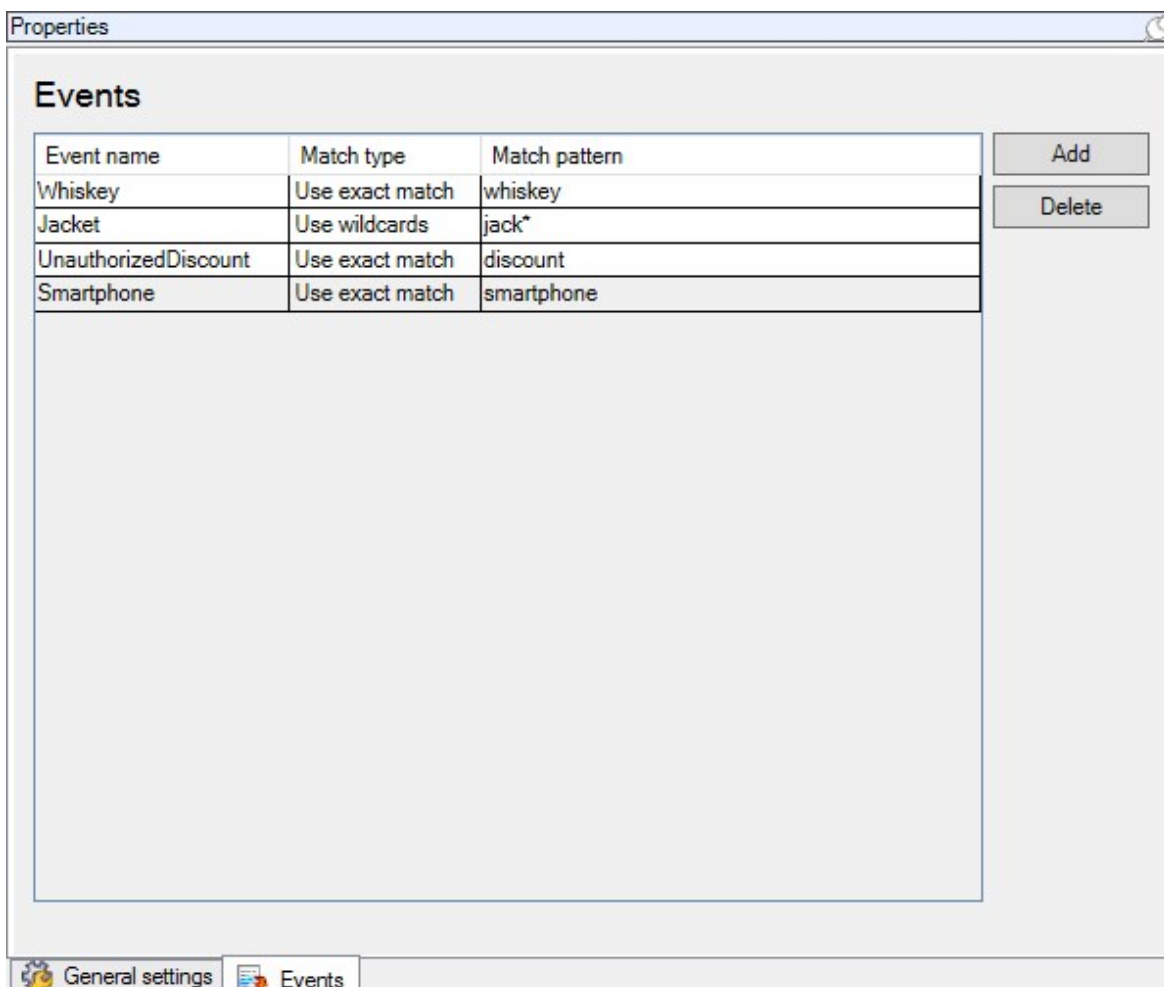 Properties
Events
Event name Match type Match pattern Add
Whiskey Use exact match whiskey
Delete
Jacket Use wildcards jack*
UnauthorizedDiscount Use exact match discount
Smartphone Use exact match smartphone
General settings Events